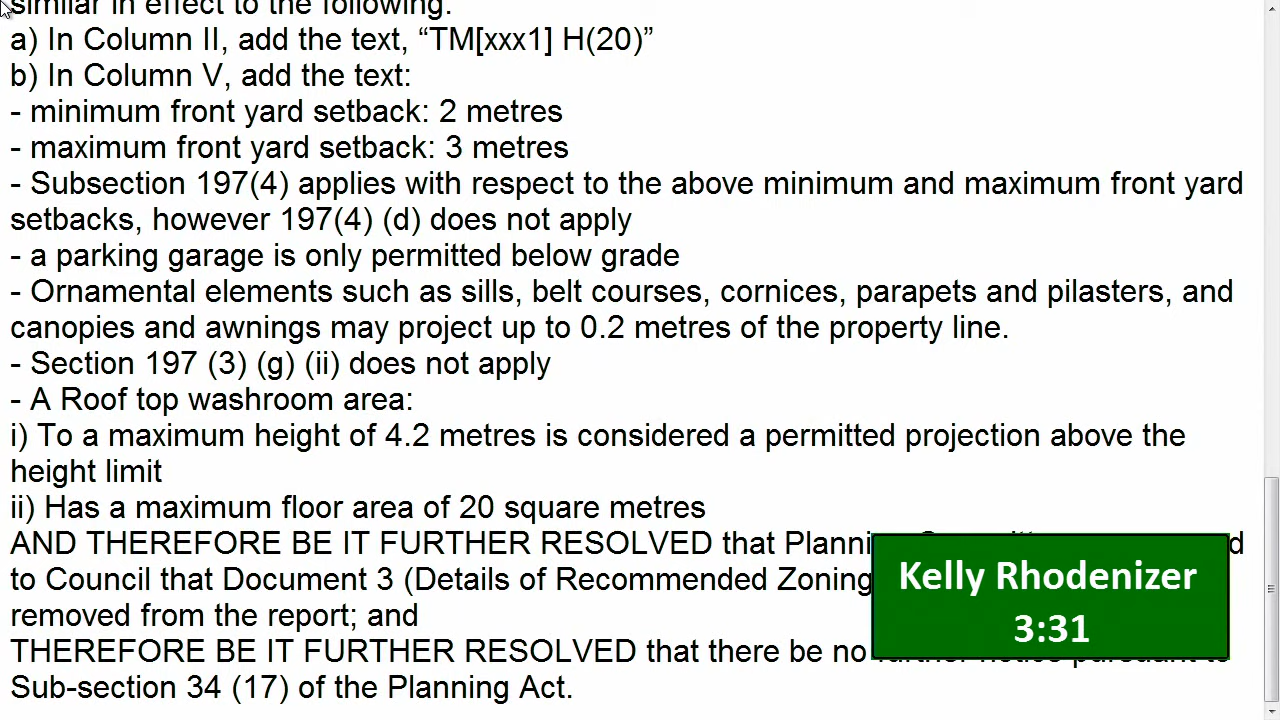 similar in effect to the following.
a) In Column II, add the text, “TM[xxx1] H(20)”
b) In Column V, add the text:
- minimum front yard setback: 2 metres
- maximum front yard setback: 3 metres
- Subsection 197(4) applies with respect to the above minimum and maximum front yard
setbacks, however 197(4) (d) does not apply
- a parking garage is only permitted below grade
- Ornamental elements such as sills, belt courses, cornices, parapets and pilasters, and
canopies and awnings may project up to 0.2 metres of the property line.
- Section 197 (3) (g) (ii) does not apply
- A Roof top washroom area:
i) To a maximum height of 4.2 metres is considered a permitted projection above the
height limit
ii) Has a maximum floor area of 20 square metres
AND THEREFORE BE IT FURTHER RESOLVED that
to Council that Document 3 (Details of Recommended Zoning
removed from the report; and
THEREFORE BE IT FURTHER RESOLVED that there be no
Sub-section 34 (17) of the Planning Act.
Kelly Rhodenizer
3:31